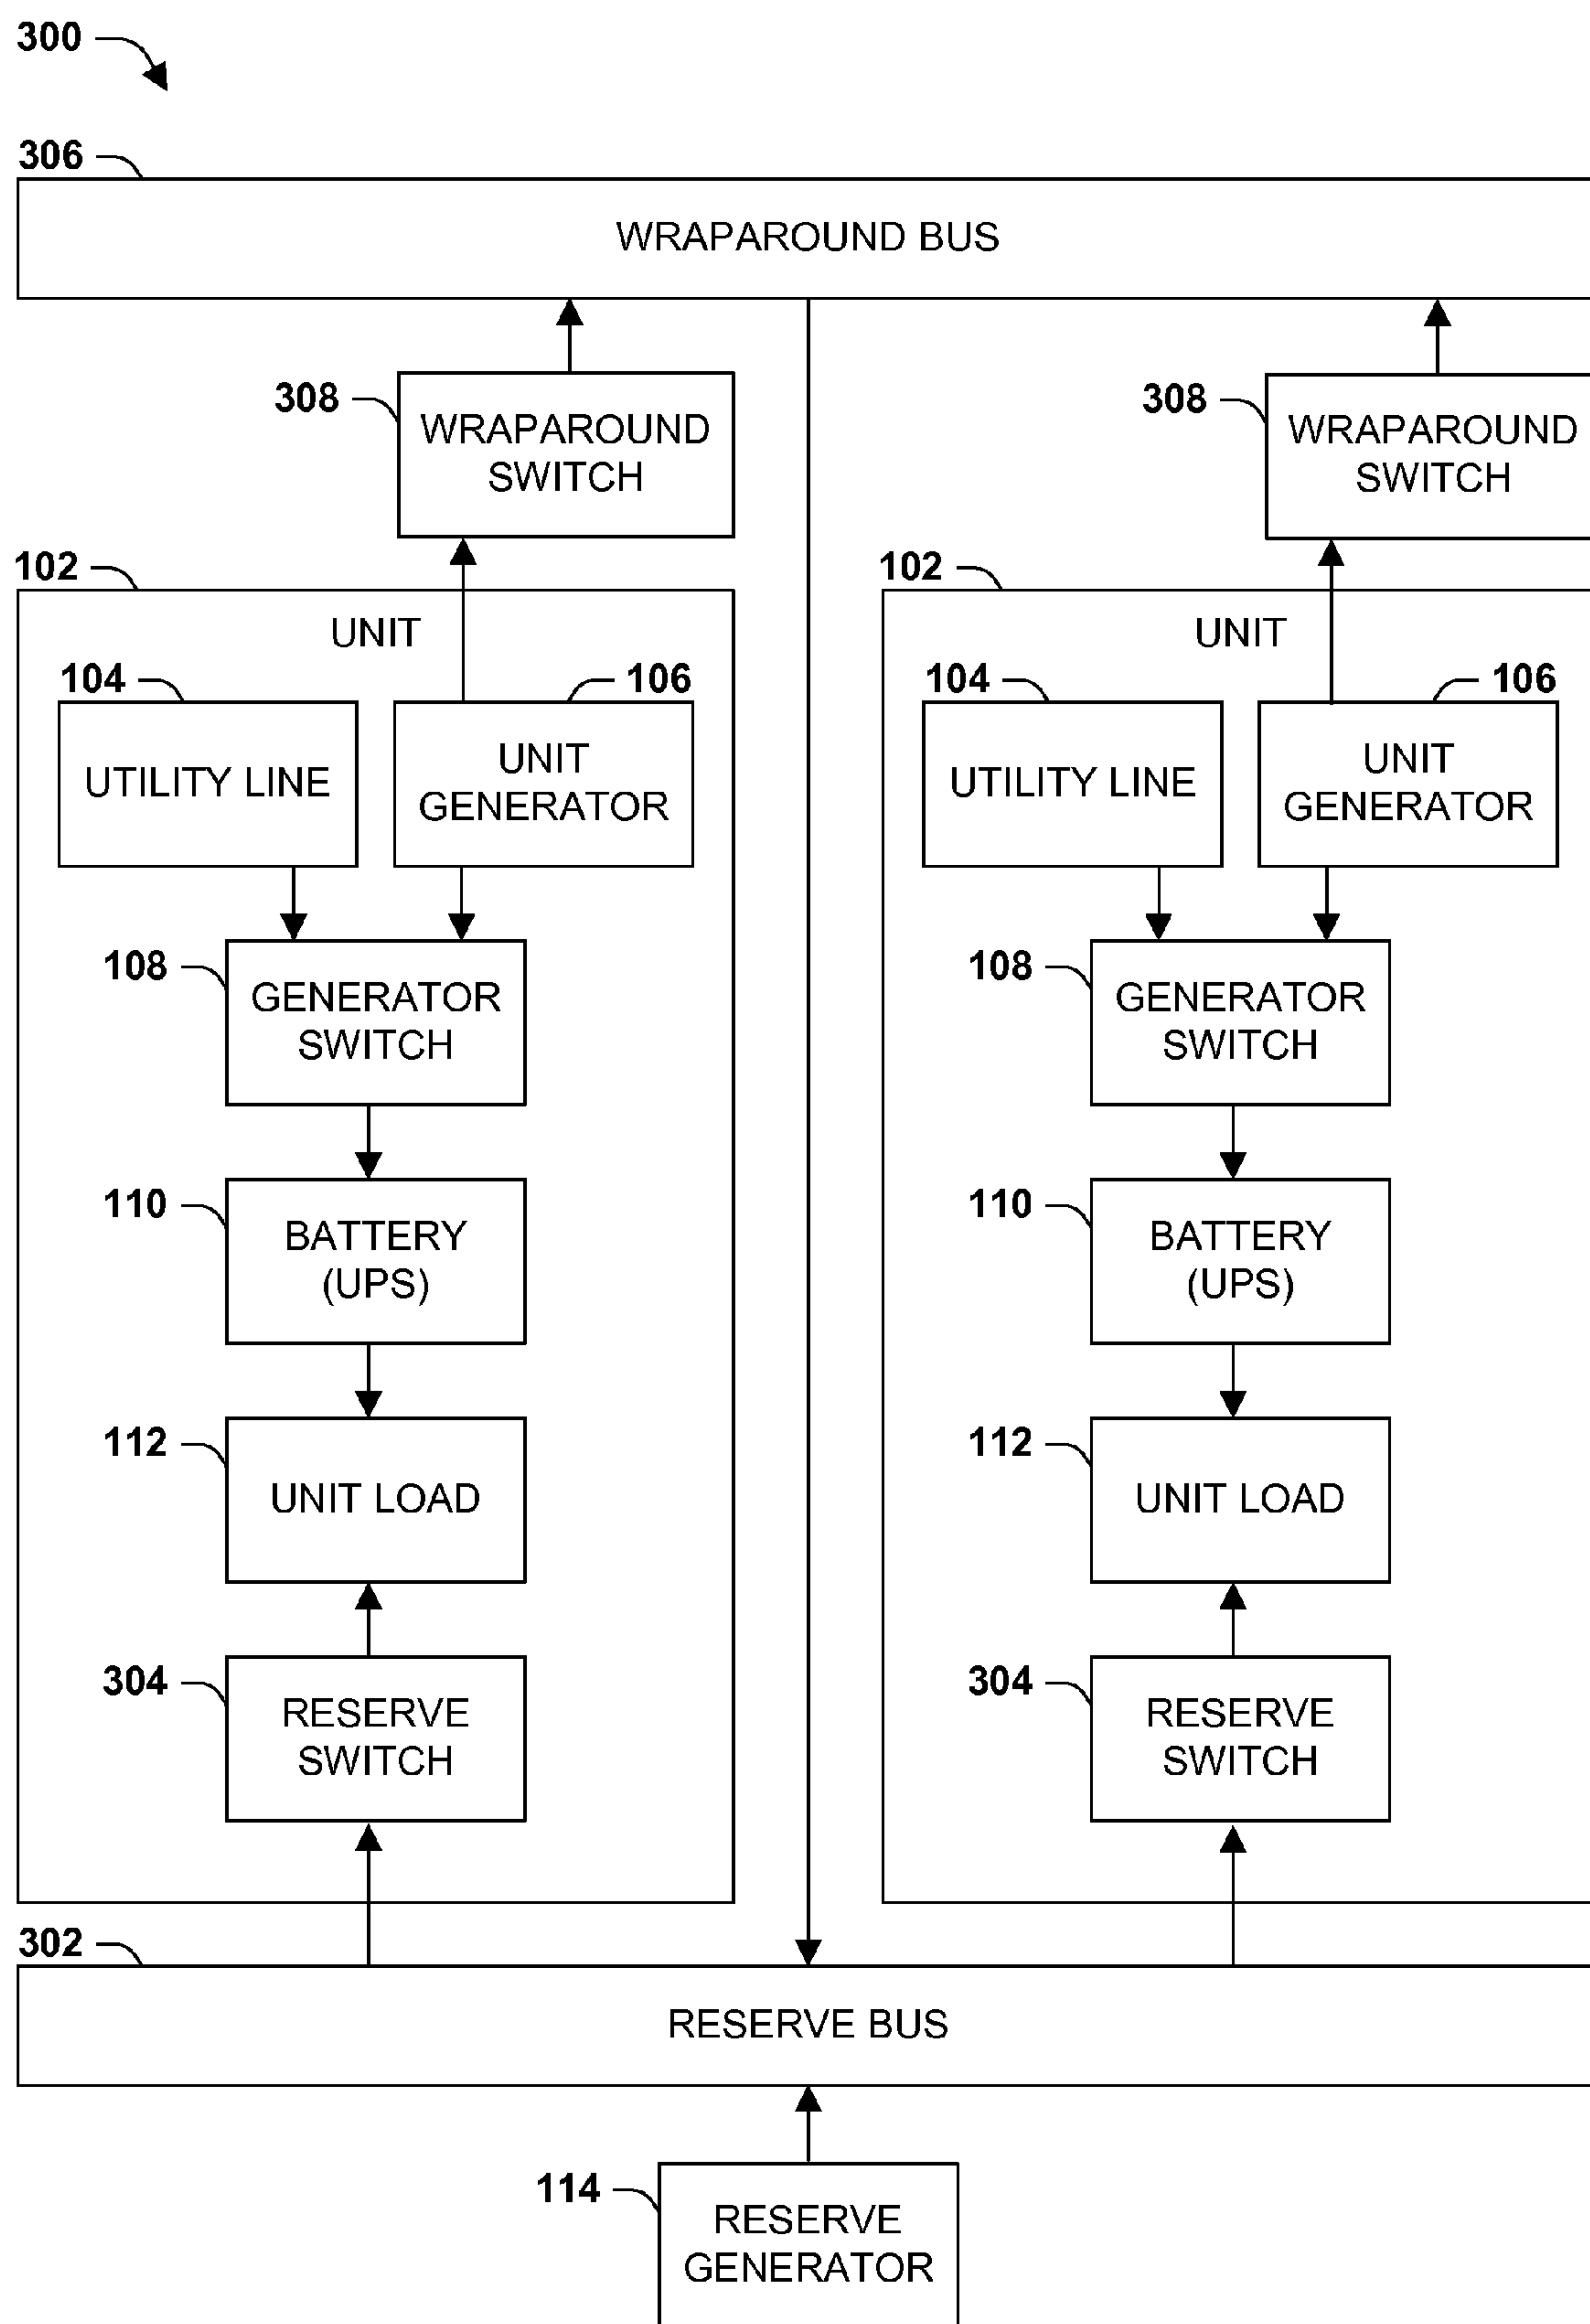 300
306
WRAPAROUND BUS
308
WRAPAROUND
SWITCH
308
WRAPAROUND
SWITCH
102
UNIT
104
106
UTILITY LINE
UNIT
GENERATOR
108
GENERATOR
SWITCH
110
BATTERY
(UPS)
112
UNIT LOAD
304
RESERVE
SWITCH
102
UNIT
104
106
UTILITY LINE
UNIT
GENERATOR
108
GENERATOR
SWITCH
110
BATTERY
(UPS)
112
UNIT LOAD
304
RESERVE
SWITCH
302
RESERVE BUS
114
RESERVE
GENERATOR